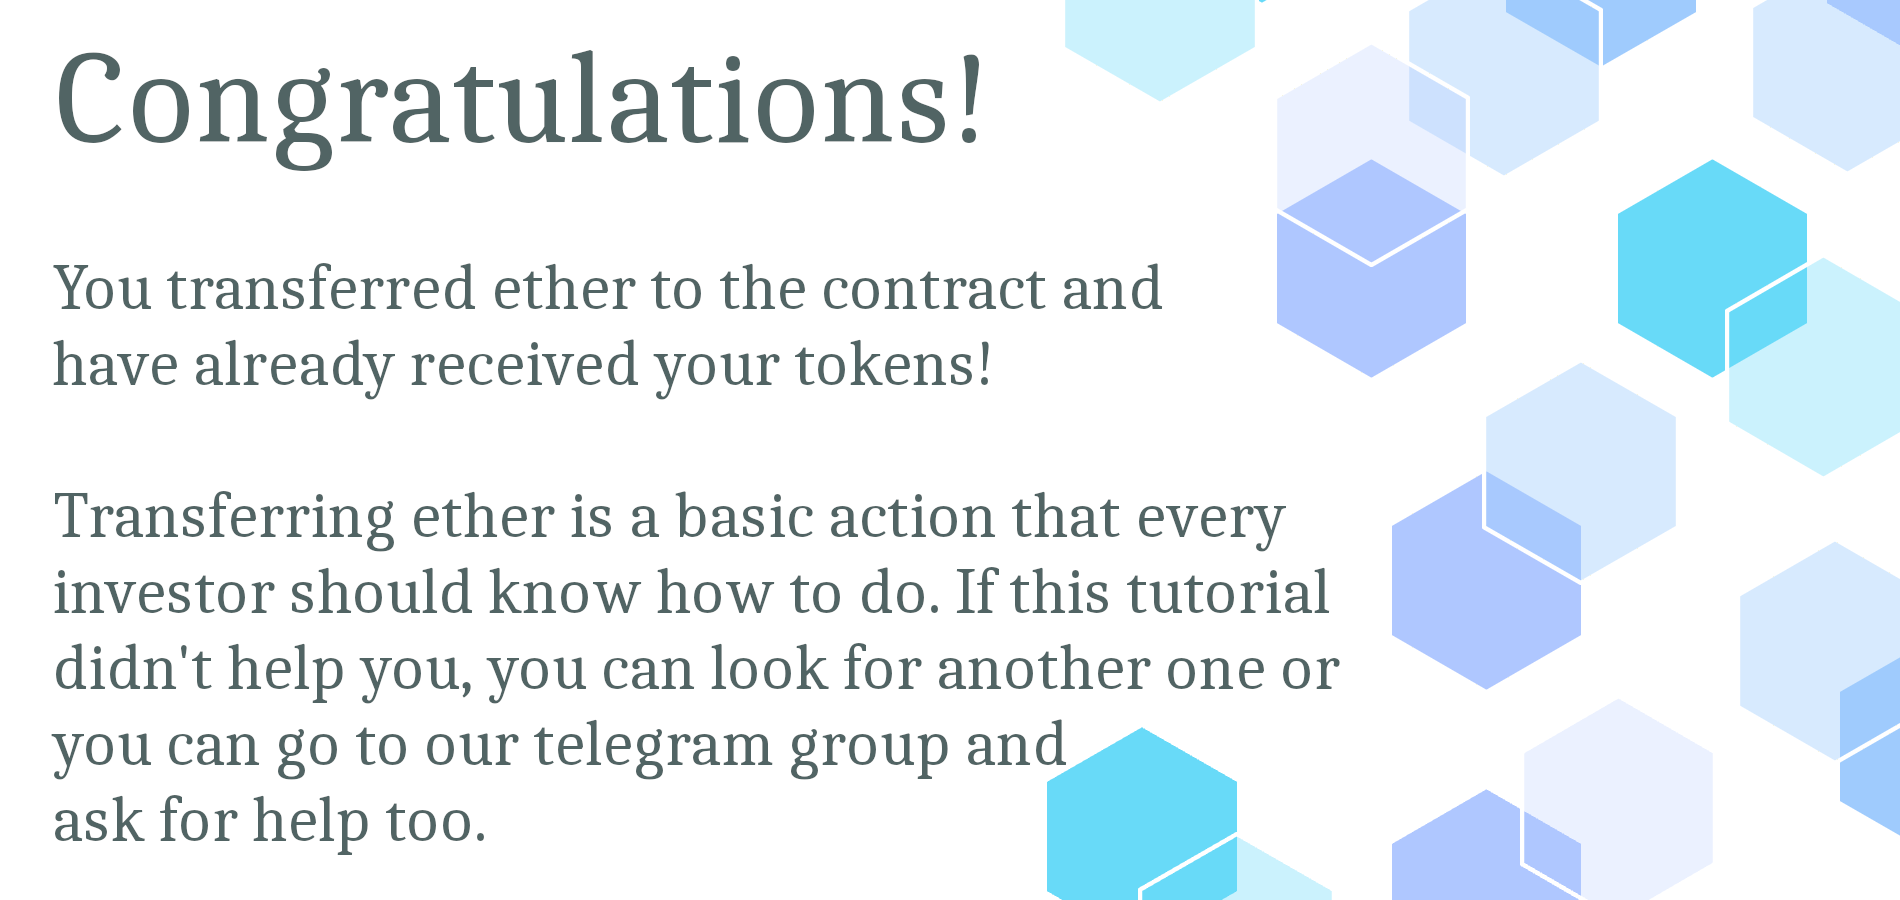 Congratulations!
You transferred ether to the contract and
have already received your tokens!
Transferring ether is a basic action that every
investor should know how to do. If this tutorial
didn't help you, you can look for another one or
you can go to our telegram group and
ask for help too.